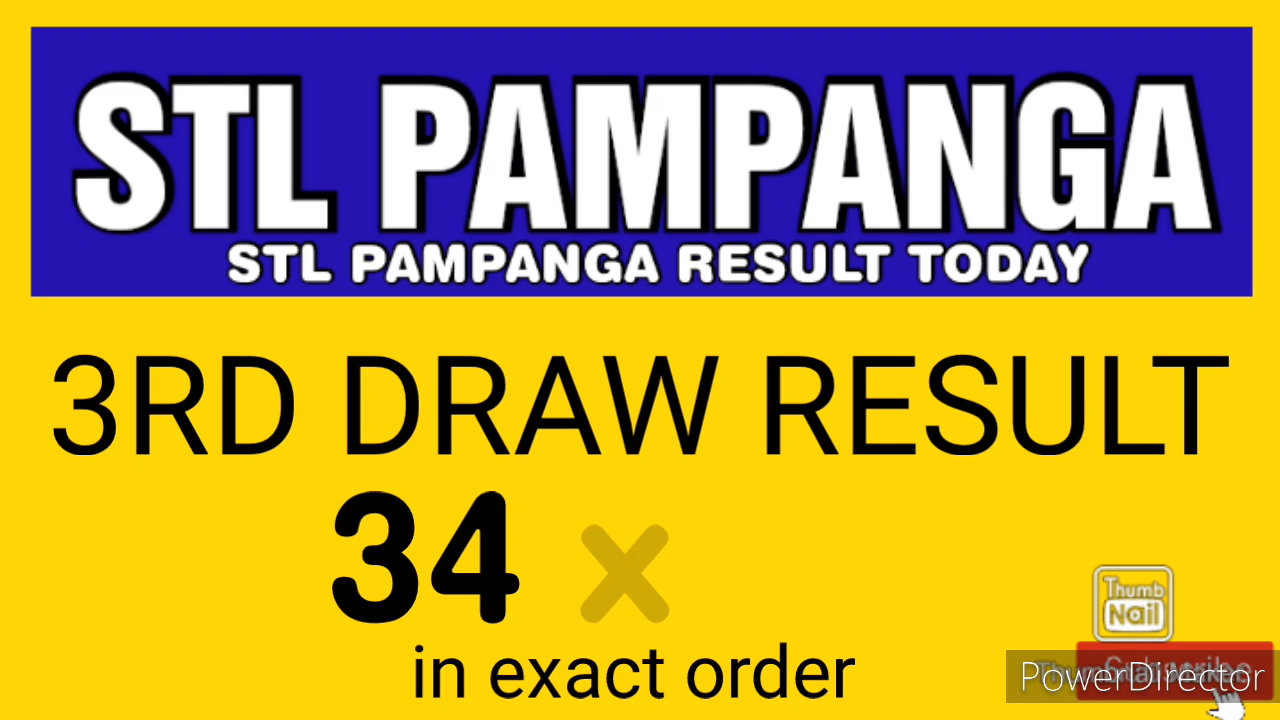 STL PAMPANGA
STL PAMPANGA RESULT TODAY
3RD DRAW RESULT
34 ×
in exact order
Thumb
Nail
PowerDirector